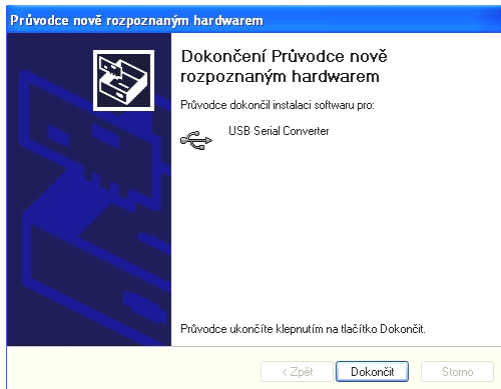 Průvodce nově rozpoznaným hardwarem
Dokončení Průvodce nově
rozpoznaným hardwarem
Průvodce dokončil instalaci softwaru pro:
USB Serial Converter
Průvodce ukončíte klepnutím na tlačítko Dokončit.
< Zpět
Dokončit
Storno